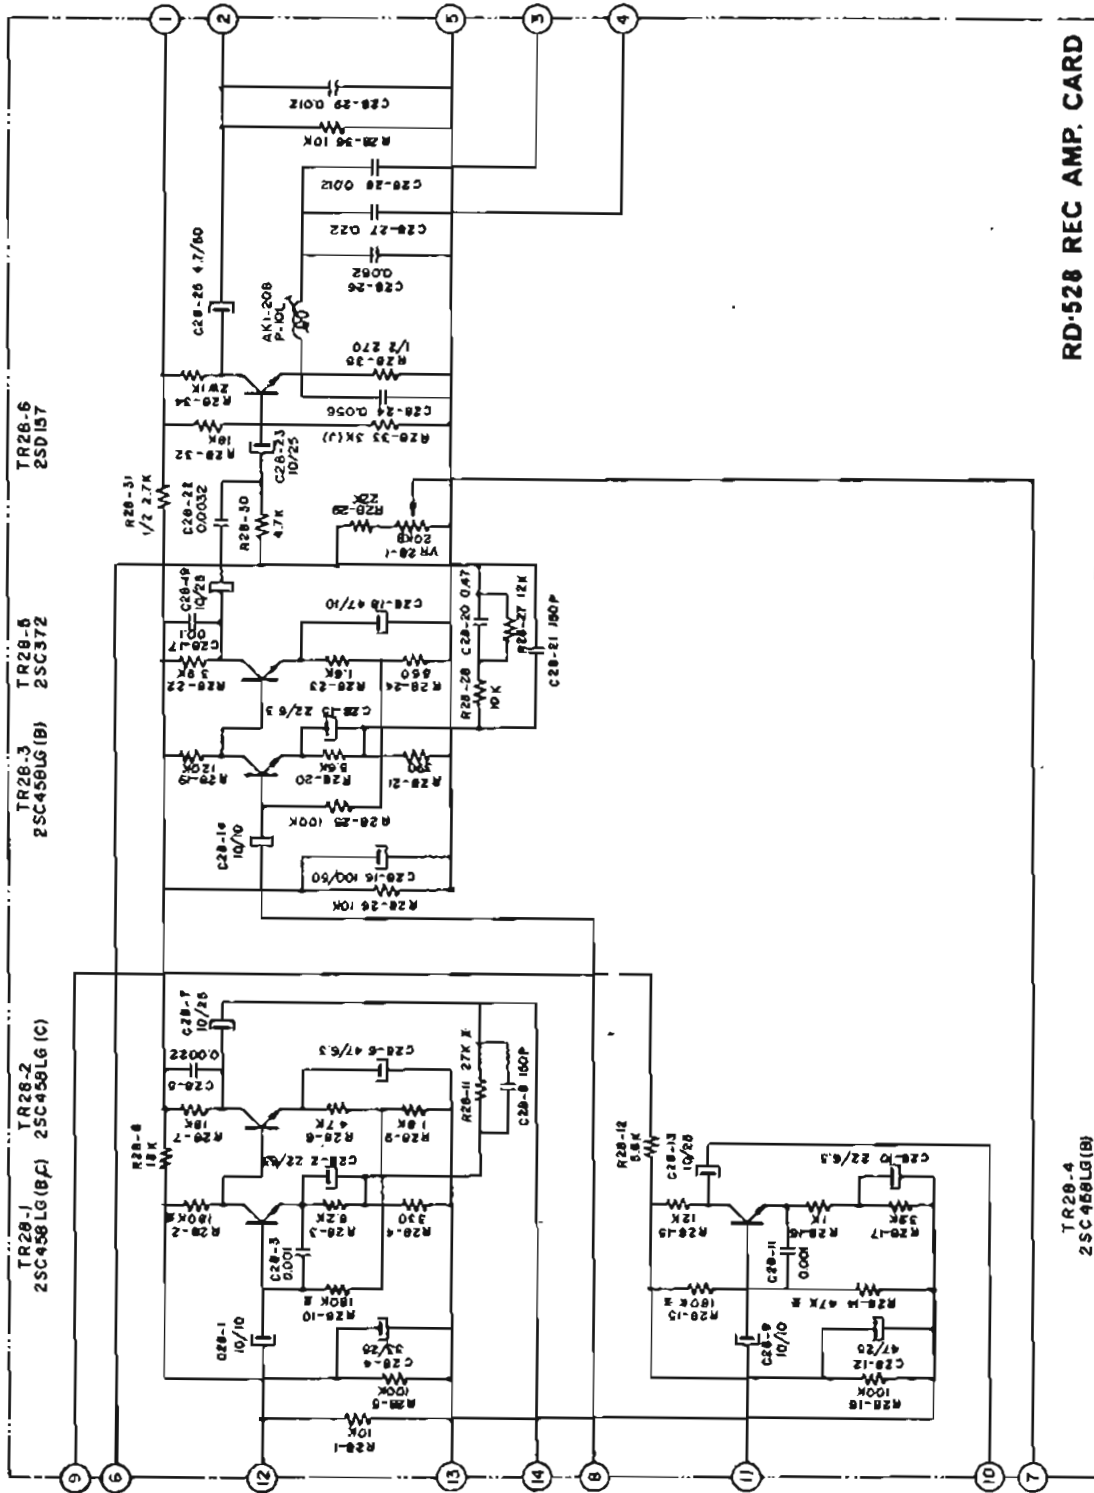 TR28-1
2SC458LG(B,C)
TR28-2
2SC458LG(C)
TR28-3
2SC458LG(B)
TR28-5
2SC372
TR28-6
2SD157
1
2
5
3
4
RD-528 REC AMP. CARD
R28-31
1/2 2.7K
C28-22
0.0032
R28-30
4.7K
C28-19
10/25
C28-17
R28-22
3.9K
R28-23
1.6K
R28-24
560
C28-18 47/10
C28-20 0.47
R28-27 12K
R28-28
10K
C28-21 150P
R28-29
22K
VR28-1
20KB
R28-32
18K
C28-23
10/25
R28-33 3K(J)
C28-24 0.056
R28-34
2W1K
R28-35
1/2 270
C28-25 4.7/50
AK1-208
P-10L
C28-26
0.082
C28-27 0.22
C28-28 0.012
R28-36 10K
C28-29 0.012
R28-19
120K
R28-20
5.6K
R28-21
390
C28-15 22/6.3
R28-25 100K
C28-14
10/10
C28-16 100/50
R28-26 10K
C28-7
10/25
C28-5
0.0022
R28-6
15K
R28-7
18K
R28-8
4.7K
R28-9
1.8K
C28-6 47/6.3
R28-11 27K
C28-8 150P
R28-2
180K
C28-2 22/6.3
R28-3
8.2K
R28-4
330
C28-3
0.001
R28-10
180K
C28-1
10/10
C28-4
33/25
R28-5
100K
R28-1
10K
R28-12
5.6K
C28-13
10/25
R28-15
12K
R28-16
1K
R28-17
3.9K
C28-10 22/6.3
C28-11
0.001
180K
R28-14 47K
C28-9
10/10
C28-12
47/25
R28-18
100K
9
6
12
13
14
8
11
10
7
TR28-4
2SC458LG(B)